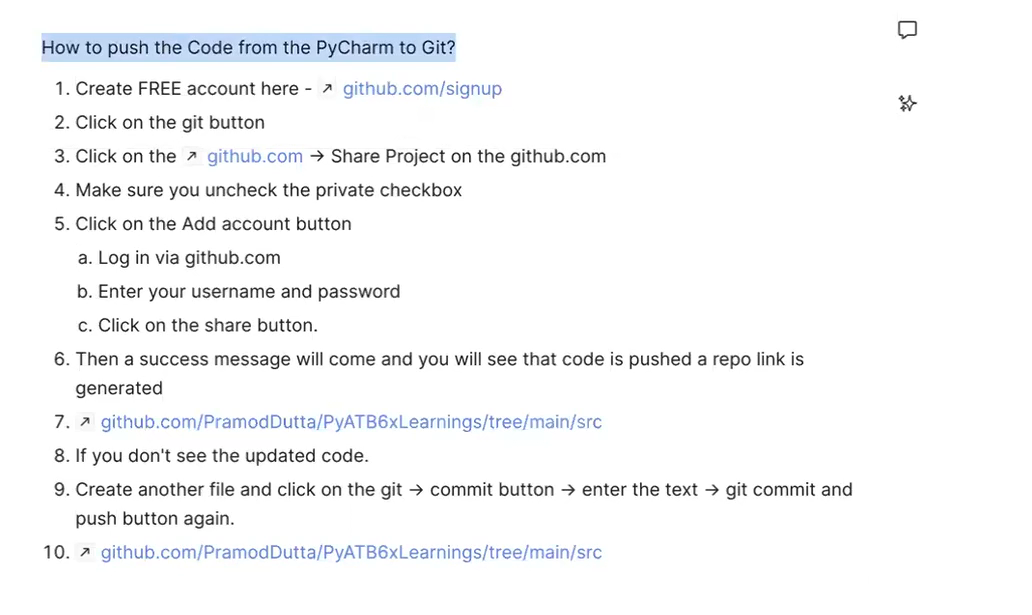 How to push the Code from the PyCharm to Git?
1. Create FREE account here - ↗ github.com/signup
2. Click on the git button
3. Click on the ↗ github.com → Share Project on the github.com
4. Make sure you uncheck the private checkbox
5. Click on the Add account button
a. Log in via github.com
b. Enter your username and password
c. Click on the share button.
6. Then a success message will come and you will see that code is pushed a repo link is
generated
7. ↗ github.com/PramodDutta/PyATB6xLearnings/tree/main/src
8. If you don't see the updated code.
9. Create another file and click on the git → commit button → enter the text → git commit and
push button again.
10. ↗ github.com/PramodDutta/PyATB6xLearnings/tree/main/src